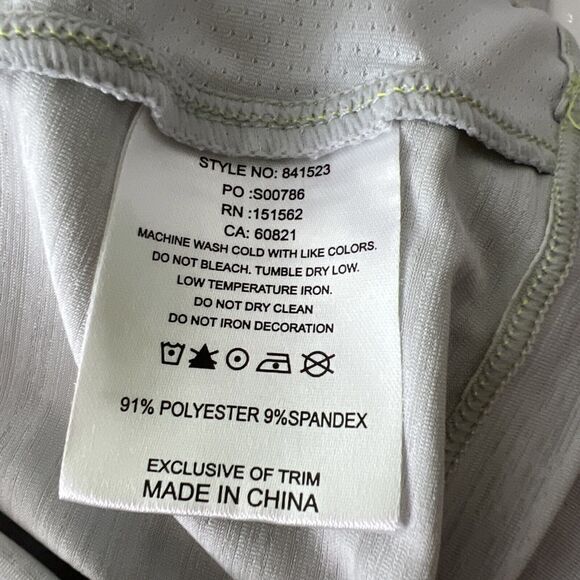 STYLE NO: 841523
PO :S00786
RN :151562
CA: 60821
MACHINE WASH COLD WITH LIKE COLORS.
DO NOT BLEACH. TUMBLE DRY LOW.
LOW TEMPERATURE IRON.
DO NOT DRY CLEAN
DO NOT IRON DECORATION
91% POLYESTER 9%SPANDEX
EXCLUSIVE OF TRIM
MADE IN CHINA